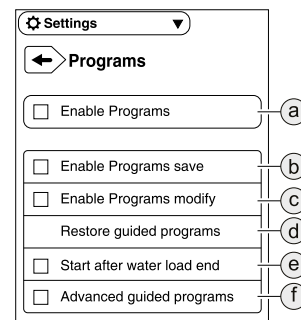 Settings
Programs
Enable Programs
a
Enable Programs save
b
Enable Programs modify
c
Restore guided programs
d
Start after water load end
e
Advanced guided programs
f